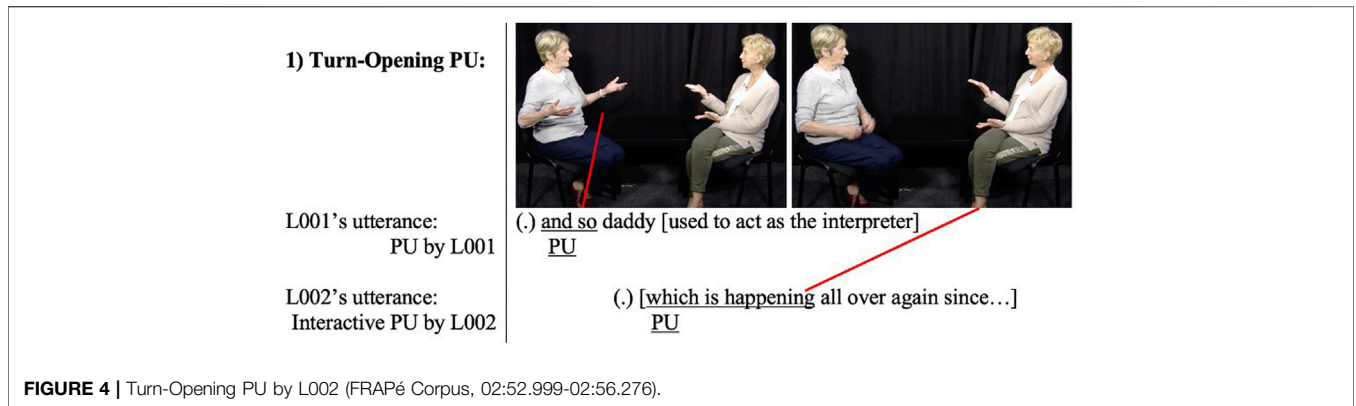 1) Turn-Opening PU:
L001's utterance:
(.) and so daddy [used to act as the interpreter]
PU by L001
PU
L002's utterance:
(.) [which is happening all over again since…]
Interactive PU by L002
PU
FIGURE 4 | Turn-Opening PU by L002 (FRAPé Corpus, 02:52.999-02:56.276).